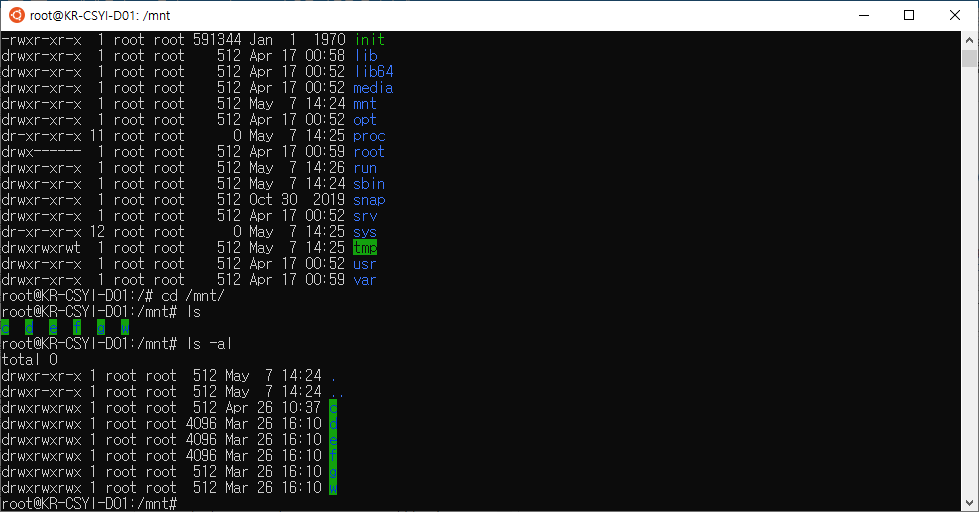 root@KR-CSYI-D01: /mnt
-rwxr-xr-x 1 root root 591344 Jan 1 1970 init
drwxr-xr-x 1 root root 512 Apr 17 00:58 lib
drwxr-xr-x 1 root root 512 Apr 17 00:52 lib64
drwxr-xr-x 1 root root 512 Apr 17 00:52 media
drwxr-xr-x 1 root root 512 May 7 14:24 mnt
drwxr-xr-x 1 root root 512 Apr 17 00:52 opt
dr-xr-xr-x 11 root root 0 May 7 14:25 proc
drwx------ 1 root root 512 Apr 17 00:59 root
drwxr-xr-x 1 root root 512 May 7 14:26 run
drwxr-xr-x 1 root root 512 May 7 14:24 sbin
drwxr-xr-x 1 root root 512 Oct 30 2019 snap
drwxr-xr-x 1 root root 512 Apr 17 00:52 srv
dr-xr-xr-x 12 root root 0 May 7 14:25 sys
drwxrwxrwt 1 root root 512 May 7 14:25 tmp
drwxr-xr-x 1 root root 512 Apr 17 00:52 usr
drwxr-xr-x 1 root root 512 Apr 17 00:59 var
root@KR-CSYI-D01:/# cd /mnt/
root@KR-CSYI-D01:/mnt# ls
c d e f g w
root@KR-CSYI-D01:/mnt# ls -al
total 0
drwxr-xr-x 1 root root 512 May 7 14:24 .
drwxr-xr-x 1 root root 512 May 7 14:24 ..
drwxrwxrwx 1 root root 512 Apr 26 10:37 c
drwxrwxrwx 1 root root 4096 Mar 26 16:10 d
drwxrwxrwx 1 root root 4096 Mar 26 16:10 e
drwxrwxrwx 1 root root 4096 Mar 26 16:10 f
drwxrwxrwx 1 root root 512 Mar 26 16:10 g
drwxrwxrwx 1 root root 512 Mar 26 16:10 w
root@KR-CSYI-D01:/mnt#